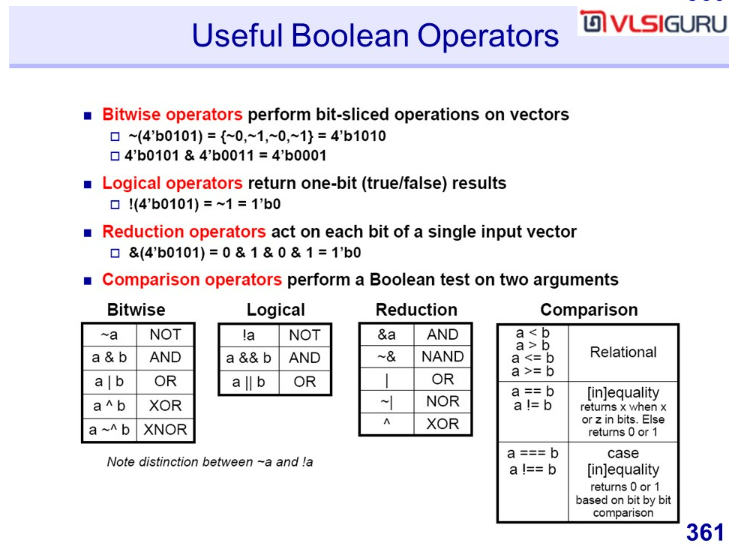 VLSIGURU
Useful Boolean Operators
Bitwise operators perform bit-sliced operations on vectors
~(4'b0101) = {~0,~1,~0,~1} = 4'b1010
4'b0101 & 4'b0011 = 4'b0001
Logical operators return one-bit (true/false) results
!(4'b0101) = ~1 = 1'b0
Reduction operators act on each bit of a single input vector
&(4'b0101) = 0 & 1 & 0 & 1 = 1'b0
Comparison operators perform a Boolean test on two arguments
Bitwise
~a NOT
a & b AND
a | b OR
a ^ b XOR
a ~^ b XNOR
Logical
!a NOT
a && b AND
a || b OR
Reduction
&a AND
~& NAND
| OR
~| NOR
^ XOR
Comparison
a < b
a > b
a <= b
a >= b
Relational
a == b
a != b
[in]equality
returns x when x
or z in bits. Else
returns 0 or 1
a === b
a !== b
case
[in]equality
returns 0 or 1
based on bit by bit
comparison
Note distinction between ~a and !a
361